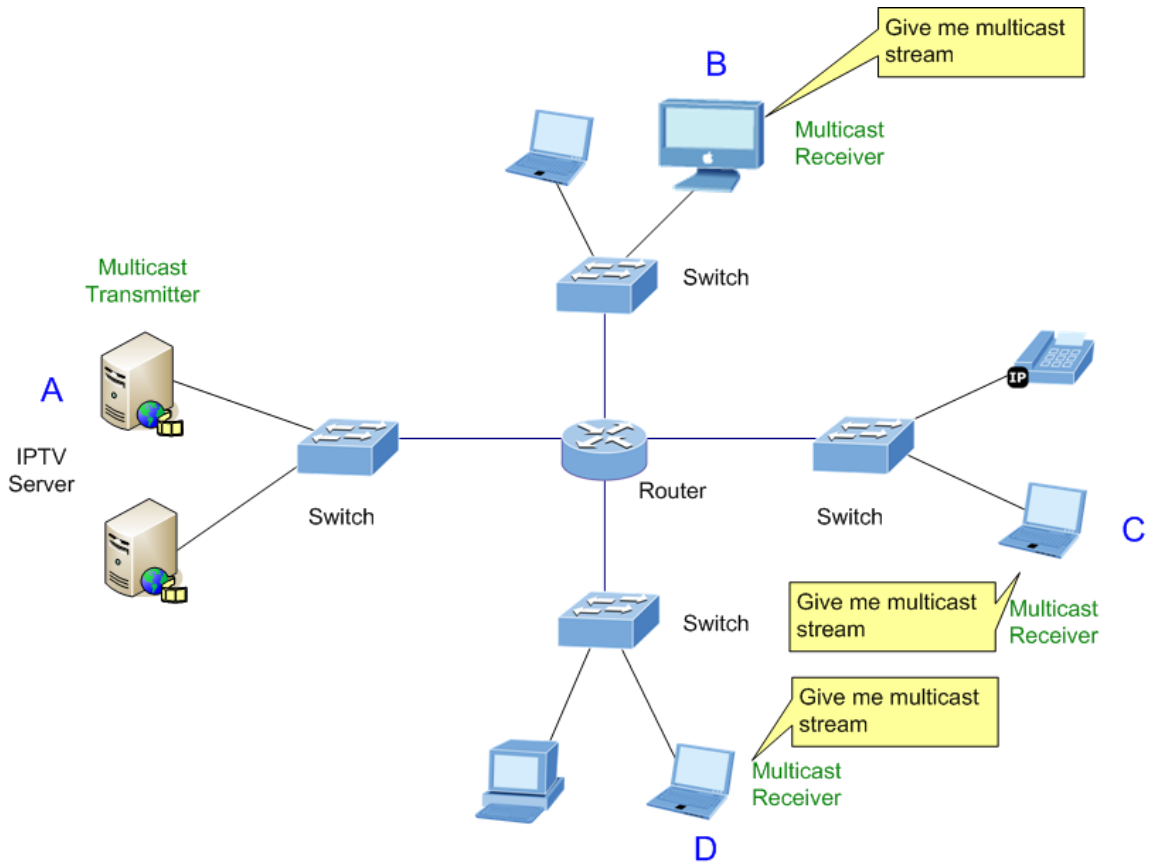 Give me multicast
stream
B
Multicast
Receiver
Switch
Multicast
Transmitter
A
IPTV
Server
Switch
Router
IP
Switch
C
Give me multicast
stream
Multicast
Receiver
Switch
Give me multicast
stream
Multicast
Receiver
D